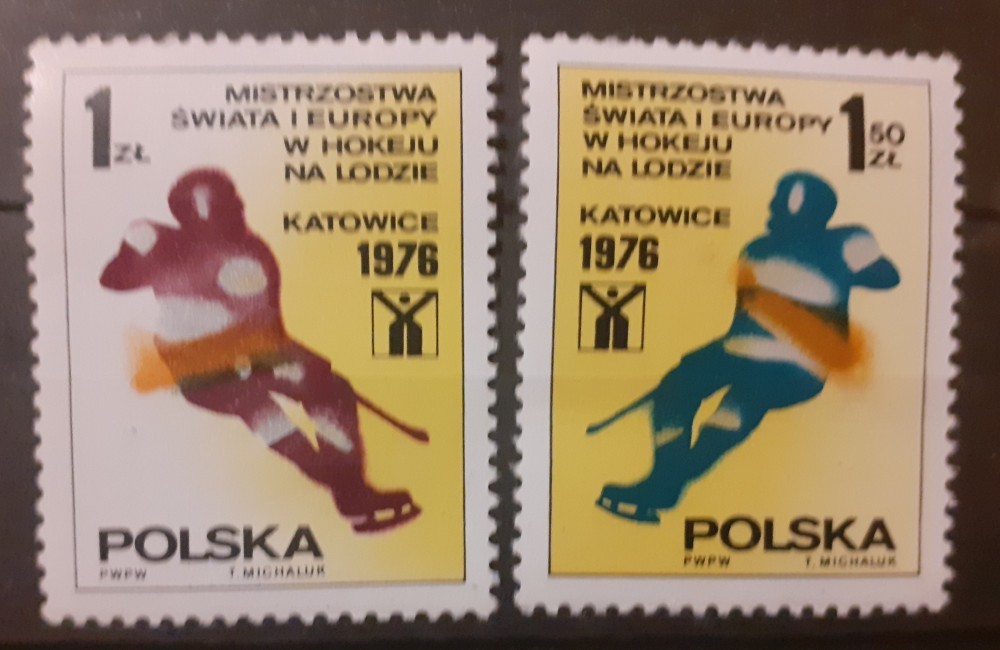 1 ZŁ
MISTRZOSTWA
ŚWIATA I EUROPY
W HOKEJU
NA LODZIE
KATOWICE
1976
POLSKA
PWPW T. MICHALUK
MISTRZOSTWA
ŚWIATA I EUROPY
W HOKEJU
NA LODZIE
1 50 ZŁ
KATOWICE
1976
POLSKA
PWPW T. MICHALUK